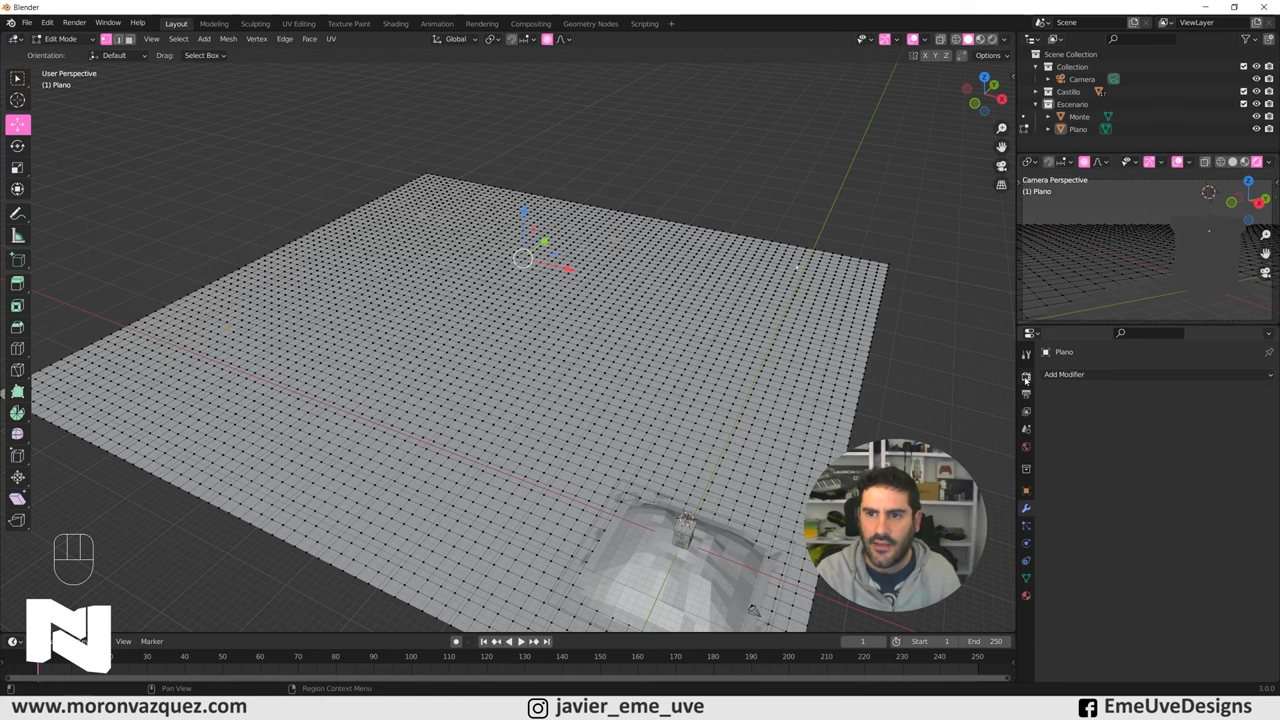 Blender
File Edit Render Window Help Layout Modeling Sculpting UV Editing Texture Paint Shading Animation Rendering Compositing Geometry Nodes Scripting + Scene ViewLayer
Edit Mode View Select Add Mesh Vertex Edge Face UV Global
Orientation: Default Drag: Select Box X Y Z Options
User Perspective
(1) Plano
Z
Y
X
Scene Collection
Collection
Camera
Castillo
Escenario
Monte
Plano
Camera Perspective
(1) Plano
Z
X
Plano
Add Modifier
N
View Marker 1 Start 1 End 250
30 40 50 60 70 80 90 100 110 120 130 140 150 160 170 180 190 200 210 220 230 240 250
Pan View Region Context Menu 3.0.0
www.moronvazquez.com javier_eme_uve EmeUveDesigns